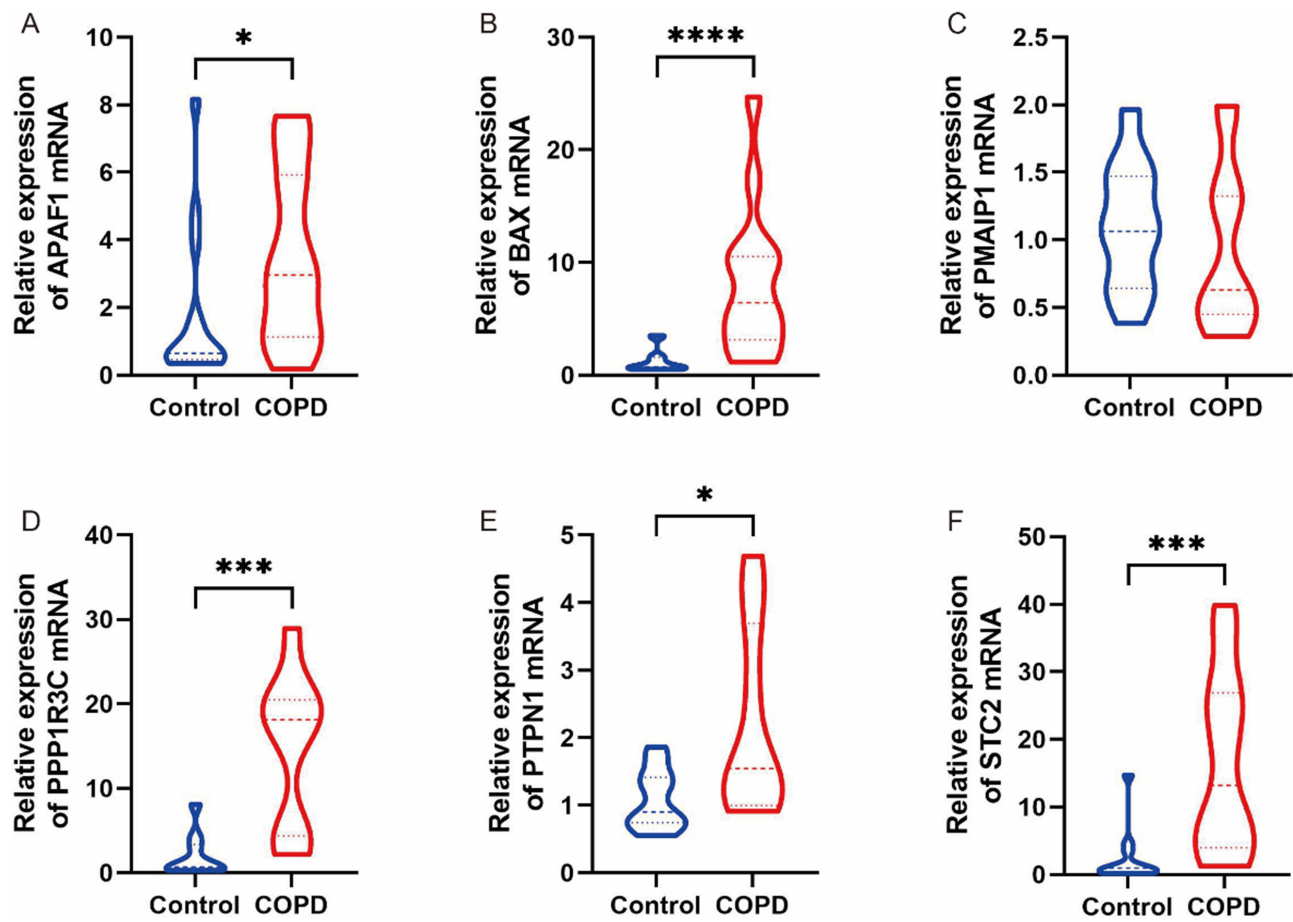 A
Relative expression
of APAF1 mRNA
10
8
6
4
2
0
*
Control
COPD
B
Relative expression
of BAX mRNA
30
20
10
0
****
Control
COPD
C
Relative expression
of PMAIP1 mRNA
2.5
2.0
1.5
1.0
0.5
0.0
Control
COPD
D
Relative expression
of PPP1R3C mRNA
40
30
20
10
0
***
Control
COPD
E
Relative expression
of PTPN1 mRNA
5
4
3
2
1
0
*
Control
COPD
F
Relative expression
of STC2 mRNA
50
40
30
20
10
0
***
Control
COPD